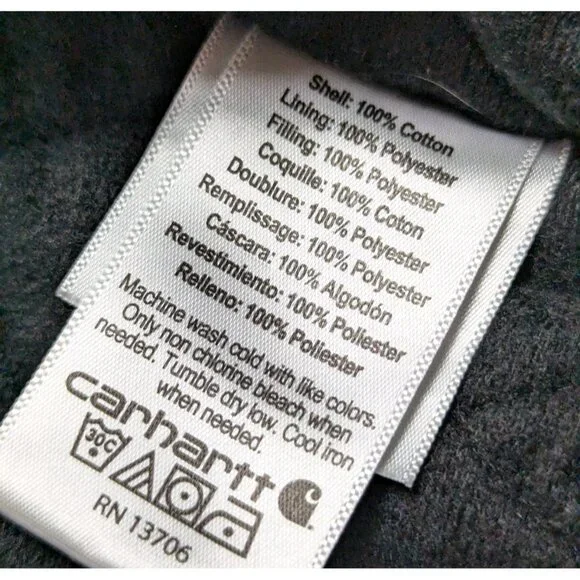 Shell: 100% Cotton
Lining: 100% Polyester
Filling: 100% Polyester
Coquille: 100% Coton
Doublure: 100% Polyester
Remplissage: 100% Polyester
Cáscara: 100% Algodón
Revestimiento: 100% Poliester
Relleno: 100% Poliester
Machine wash cold with like colors.
Only non chlorine bleach when
needed. Tumble dry low. Cool iron
when needed.
carhartt
30C
RN 13706